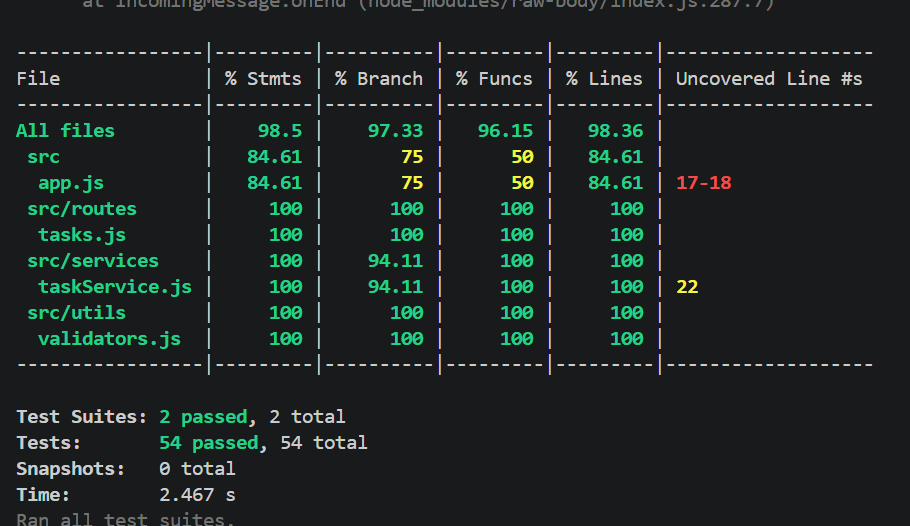 at IncomingMessage.onEnd (node_modules/raw-body/index.js:287:7)
-----------------|---------|----------|---------|---------|-------------------
File             | % Stmts | % Branch | % Funcs | % Lines | Uncovered Line #s
-----------------|---------|----------|---------|---------|-------------------
All files        |    98.5 |    97.33 |   96.15 |   98.36 |
 src             |   84.61 |       75 |      50 |   84.61 |
  app.js         |   84.61 |       75 |      50 |   84.61 | 17-18
 src/routes      |     100 |      100 |     100 |     100 |
  tasks.js       |     100 |      100 |     100 |     100 |
 src/services    |     100 |    94.11 |     100 |     100 |
  taskService.js |     100 |    94.11 |     100 |     100 | 22
 src/utils       |     100 |      100 |     100 |     100 |
  validators.js  |     100 |      100 |     100 |     100 |
-----------------|---------|----------|---------|---------|-------------------
Test Suites: 2 passed, 2 total
Tests:       54 passed, 54 total
Snapshots:   0 total
Time:        2.467 s
Ran all test suites.